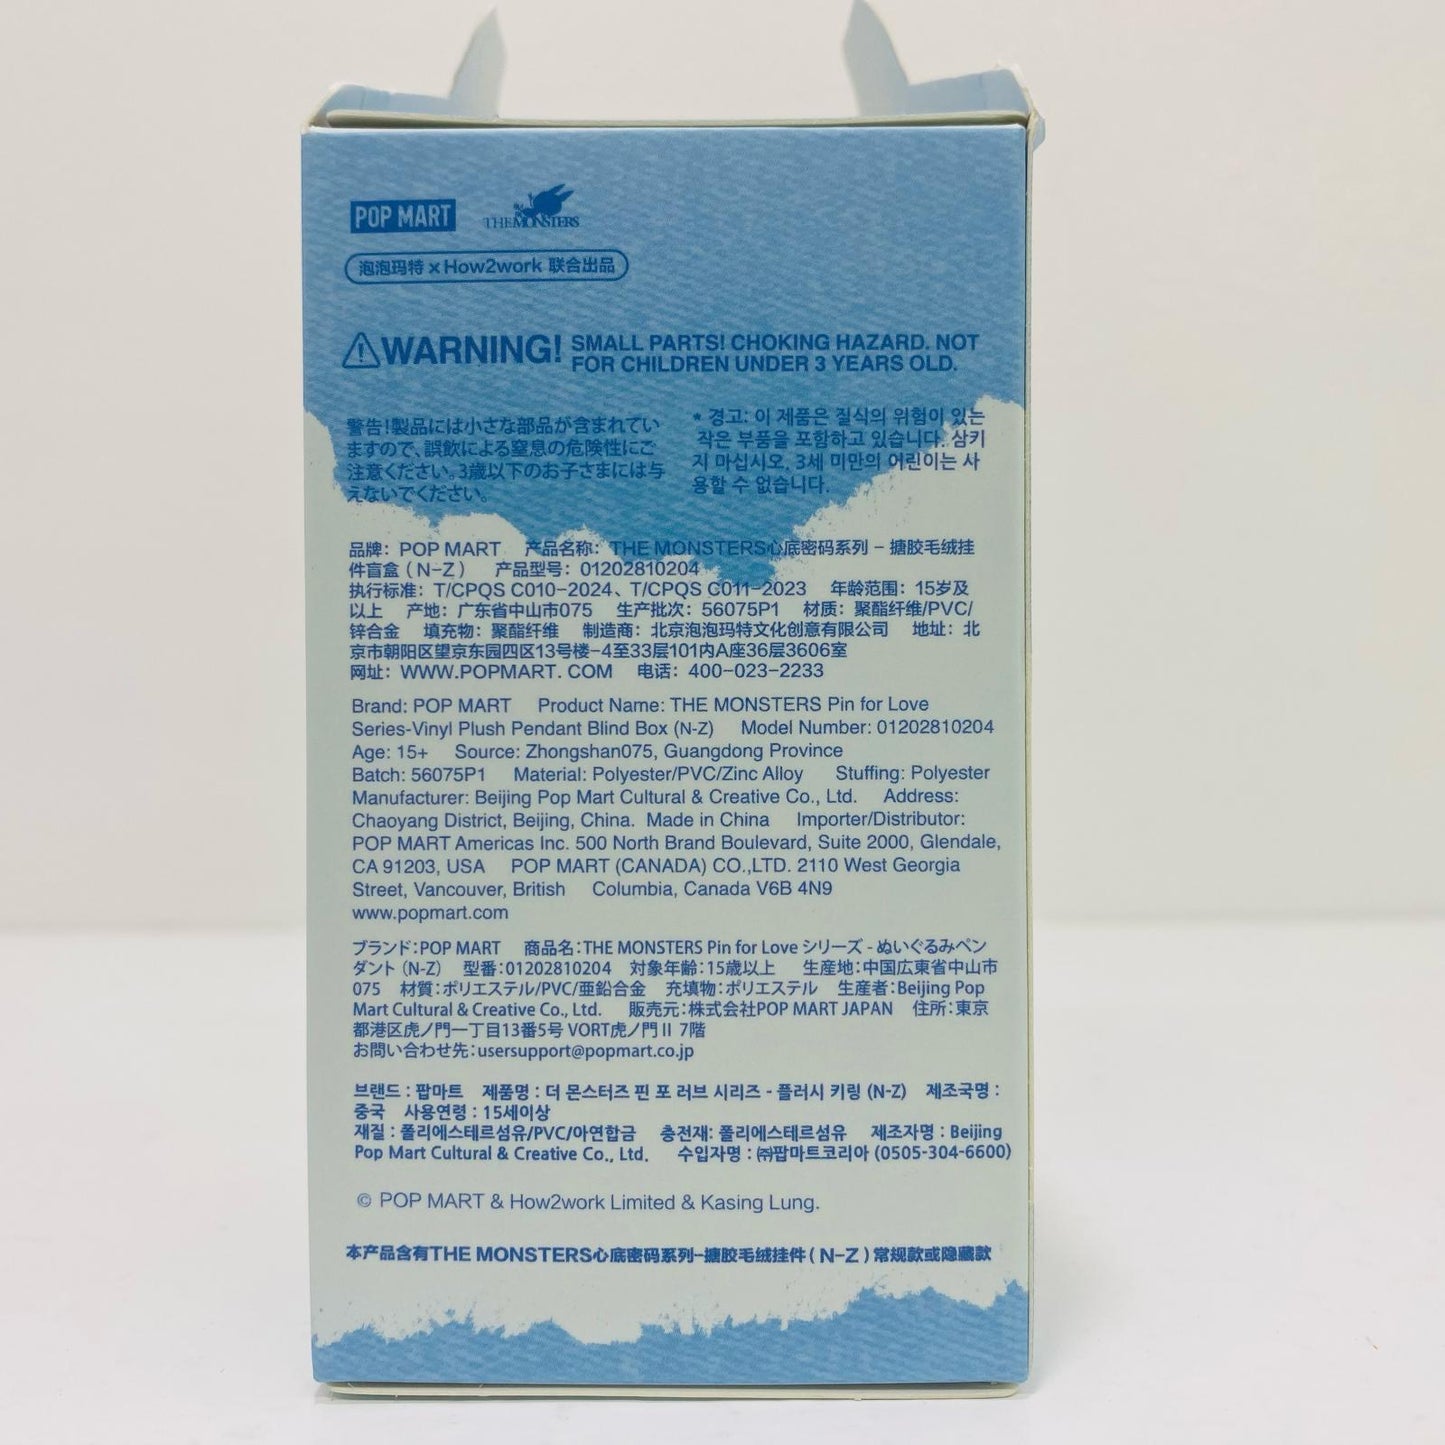 POP MART THE MONSTERS
泡泡玛特 × How2work 联合出品
WARNING! SMALL PARTS! CHOKING HAZARD. NOT
FOR CHILDREN UNDER 3 YEARS OLD.
警告!製品には小さな部品が含まれてい
ますので、誤飲による窒息の危険性にご
注意ください。3歳以下のお子さまには与
えないでください。
* 경고: 이 제품은 질식의 위험이 있는
작은 부품을 포함하고 있습니다. 삼키
지 마십시오, 3세 미만의 어린이는 사
용할 수 없습니다.
品牌: POP MART 产品名称: THE MONSTERS心底密码系列 - 搪胶毛绒挂
件盲盒 ( N-Z ) 产品型号: 01202810204
执行标准: T/CPQS C010-2024、T/CPQS C011-2023 年龄范围: 15岁及
以上 产地: 广东省中山市075 生产批次: 56075P1 材质: 聚酯纤维/PVC/
锌合金 填充物: 聚酯纤维 制造商: 北京泡泡玛特文化创意有限公司 地址: 北
京市朝阳区望京东园四区13号楼-4至33层101内A座36层3606室
网址: WWW.POPMART. COM 电话: 400-023-2233
Brand: POP MART Product Name: THE MONSTERS Pin for Love
Series-Vinyl Plush Pendant Blind Box (N-Z) Model Number: 01202810204
Age: 15+ Source: Zhongshan075, Guangdong Province
Batch: 56075P1 Material: Polyester/PVC/Zinc Alloy Stuffing: Polyester
Manufacturer: Beijing Pop Mart Cultural & Creative Co., Ltd. Address:
Chaoyang District, Beijing, China. Made in China Importer/Distributor:
POP MART Americas Inc. 500 North Brand Boulevard, Suite 2000, Glendale,
CA 91203, USA POP MART (CANADA) CO.,LTD. 2110 West Georgia
Street, Vancouver, British Columbia, Canada V6B 4N9
www.popmart.com
ブランド:POP MART 商品名:THE MONSTERS Pin for Love シリーズ - ぬいぐるみペン
ダント (N-Z) 型番:01202810204 対象年齢:15歳以上 生産地:中国広東省中山市
075 材質:ポリエステル/PVC/亜鉛合金 充填物:ポリエステル 生産者:Beijing Pop
Mart Cultural & Creative Co., Ltd. 販売元:株式会社POP MART JAPAN 住所:東京
都港区虎ノ門一丁目13番5号 VORT虎ノ門Ⅱ 7階
お問い合わせ先:usersupport@popmart.co.jp
브랜드 : 팝마트 제품명 : 더 몬스터즈 핀 포 러브 시리즈 - 플러시 키링 (N-Z) 제조국명 :
중국 사용연령 : 15세이상
재질 : 폴리에스테르섬유/PVC/아연합금 충전재: 폴리에스테르섬유 제조자명 : Beijing
Pop Mart Cultural & Creative Co., Ltd. 수입자명 : ㈜팝마트코리아 (0505-304-6600)
© POP MART & How2work Limited & Kasing Lung.
本产品含有THE MONSTERS心底密码系列-搪胶毛绒挂件 ( N-Z ) 常规款或隐藏款